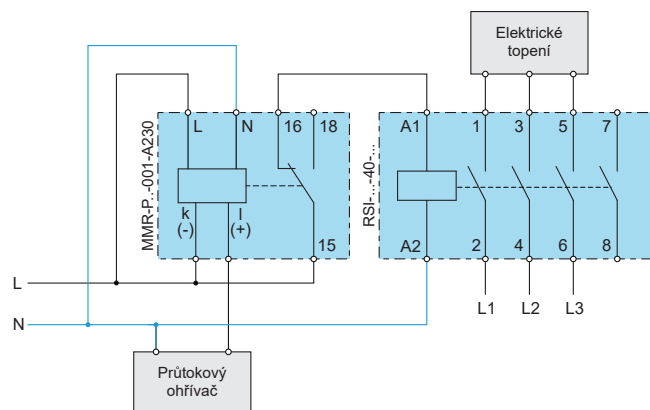 Elektrické
topení
L N 16 18
A1 1 3 5 7
MMR-P..-001-A230
RSI-...-40-...
k l
(-) (+)
15
A2 2 4 6 8
L
L1 L2 L3
N
Průtokový
ohřívač